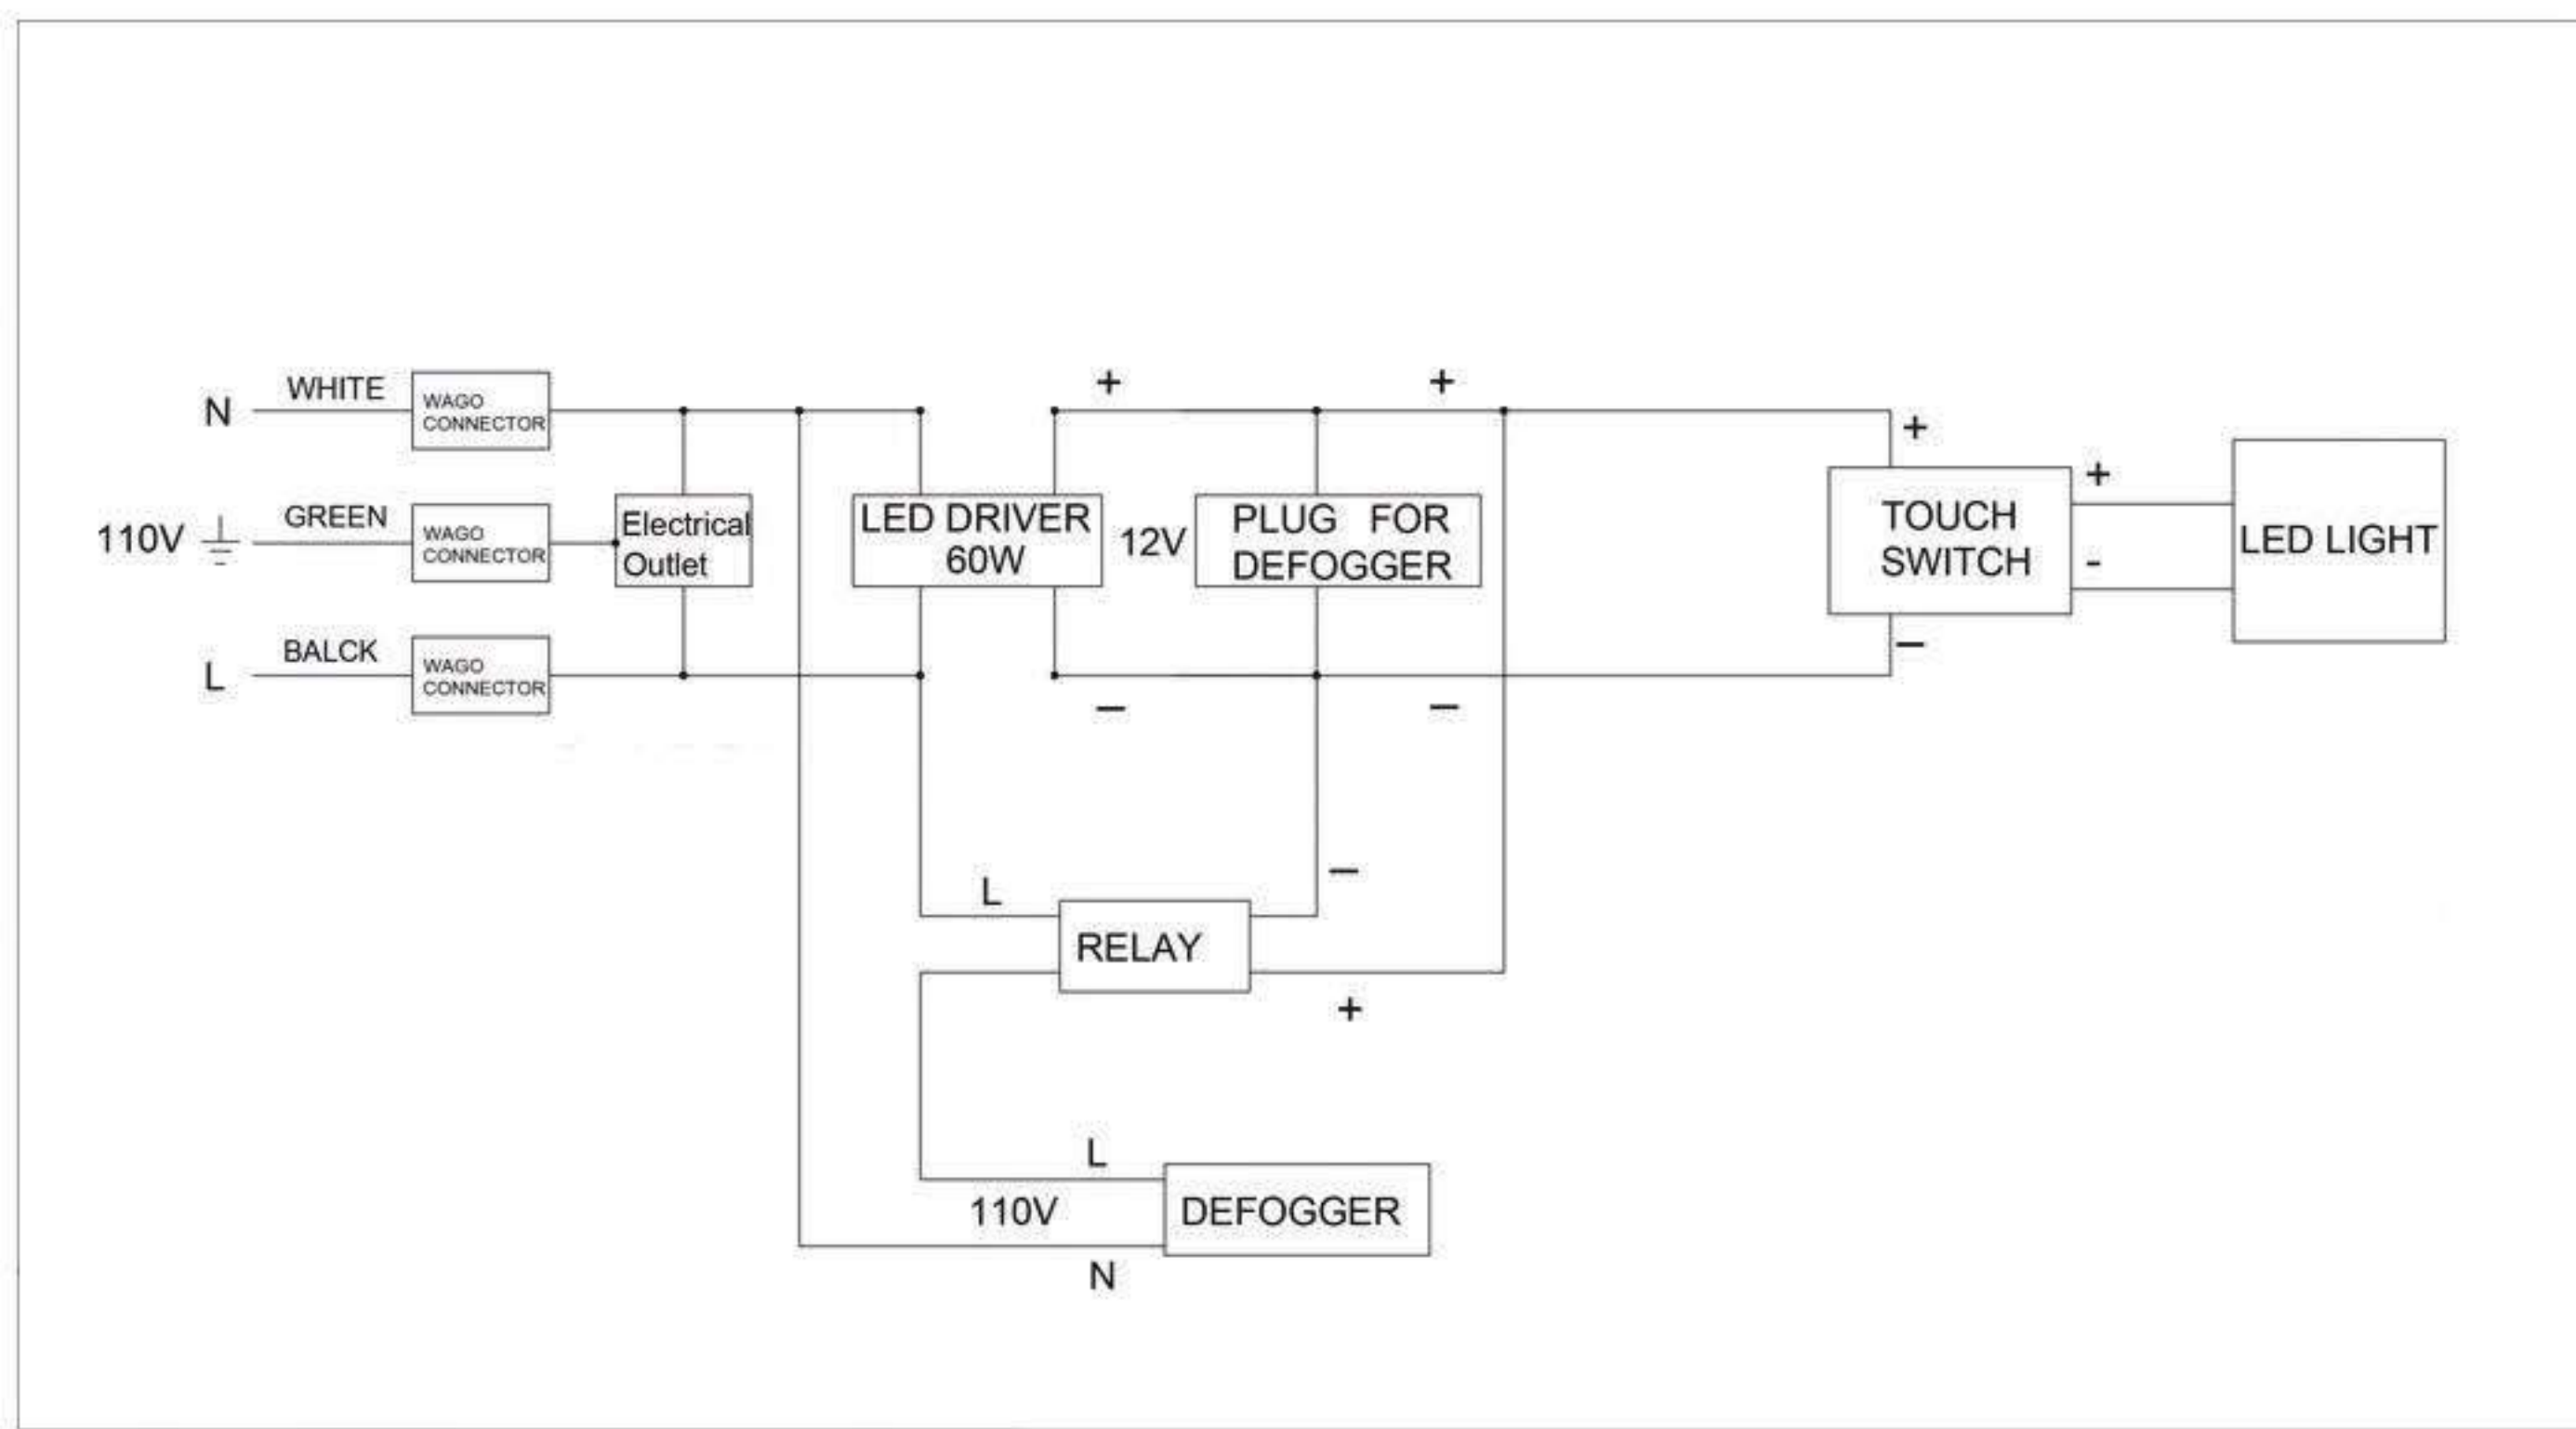 N
WHITE
WAGO
CONNECTOR
+
+
+
+
110V
GREEN
WAGO
CONNECTOR
Electrical
Outlet
LED DRIVER
60W
12V
PLUG FOR
DEFOGGER
TOUCH
SWITCH
-
LED LIGHT
L
BALCK
WAGO
CONNECTOR
–
–
–
L
–
RELAY
+
L
110V
DEFOGGER
N